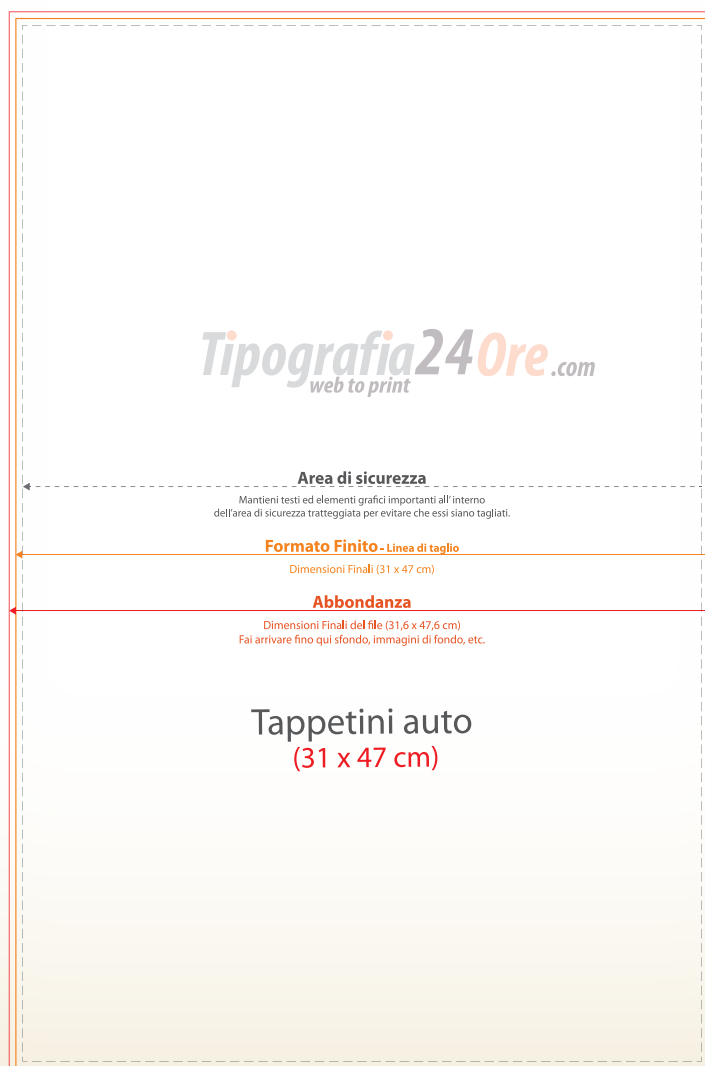 Tipografia24Ore.com
web to print
Area di sicurezza
Mantieni testi ed elementi grafici importanti all' interno
dell'area di sicurezza tratteggiata per evitare che essi siano tagliati.
Formato Finito - Linea di taglio
Dimensioni Finali (31 x 47 cm)
Abbondanza
Dimensioni Finali del file (31,6 x 47,6 cm)
Fai arrivare fino qui sfondo, immagini di fondo, etc.
Tappetini auto
(31 x 47 cm)